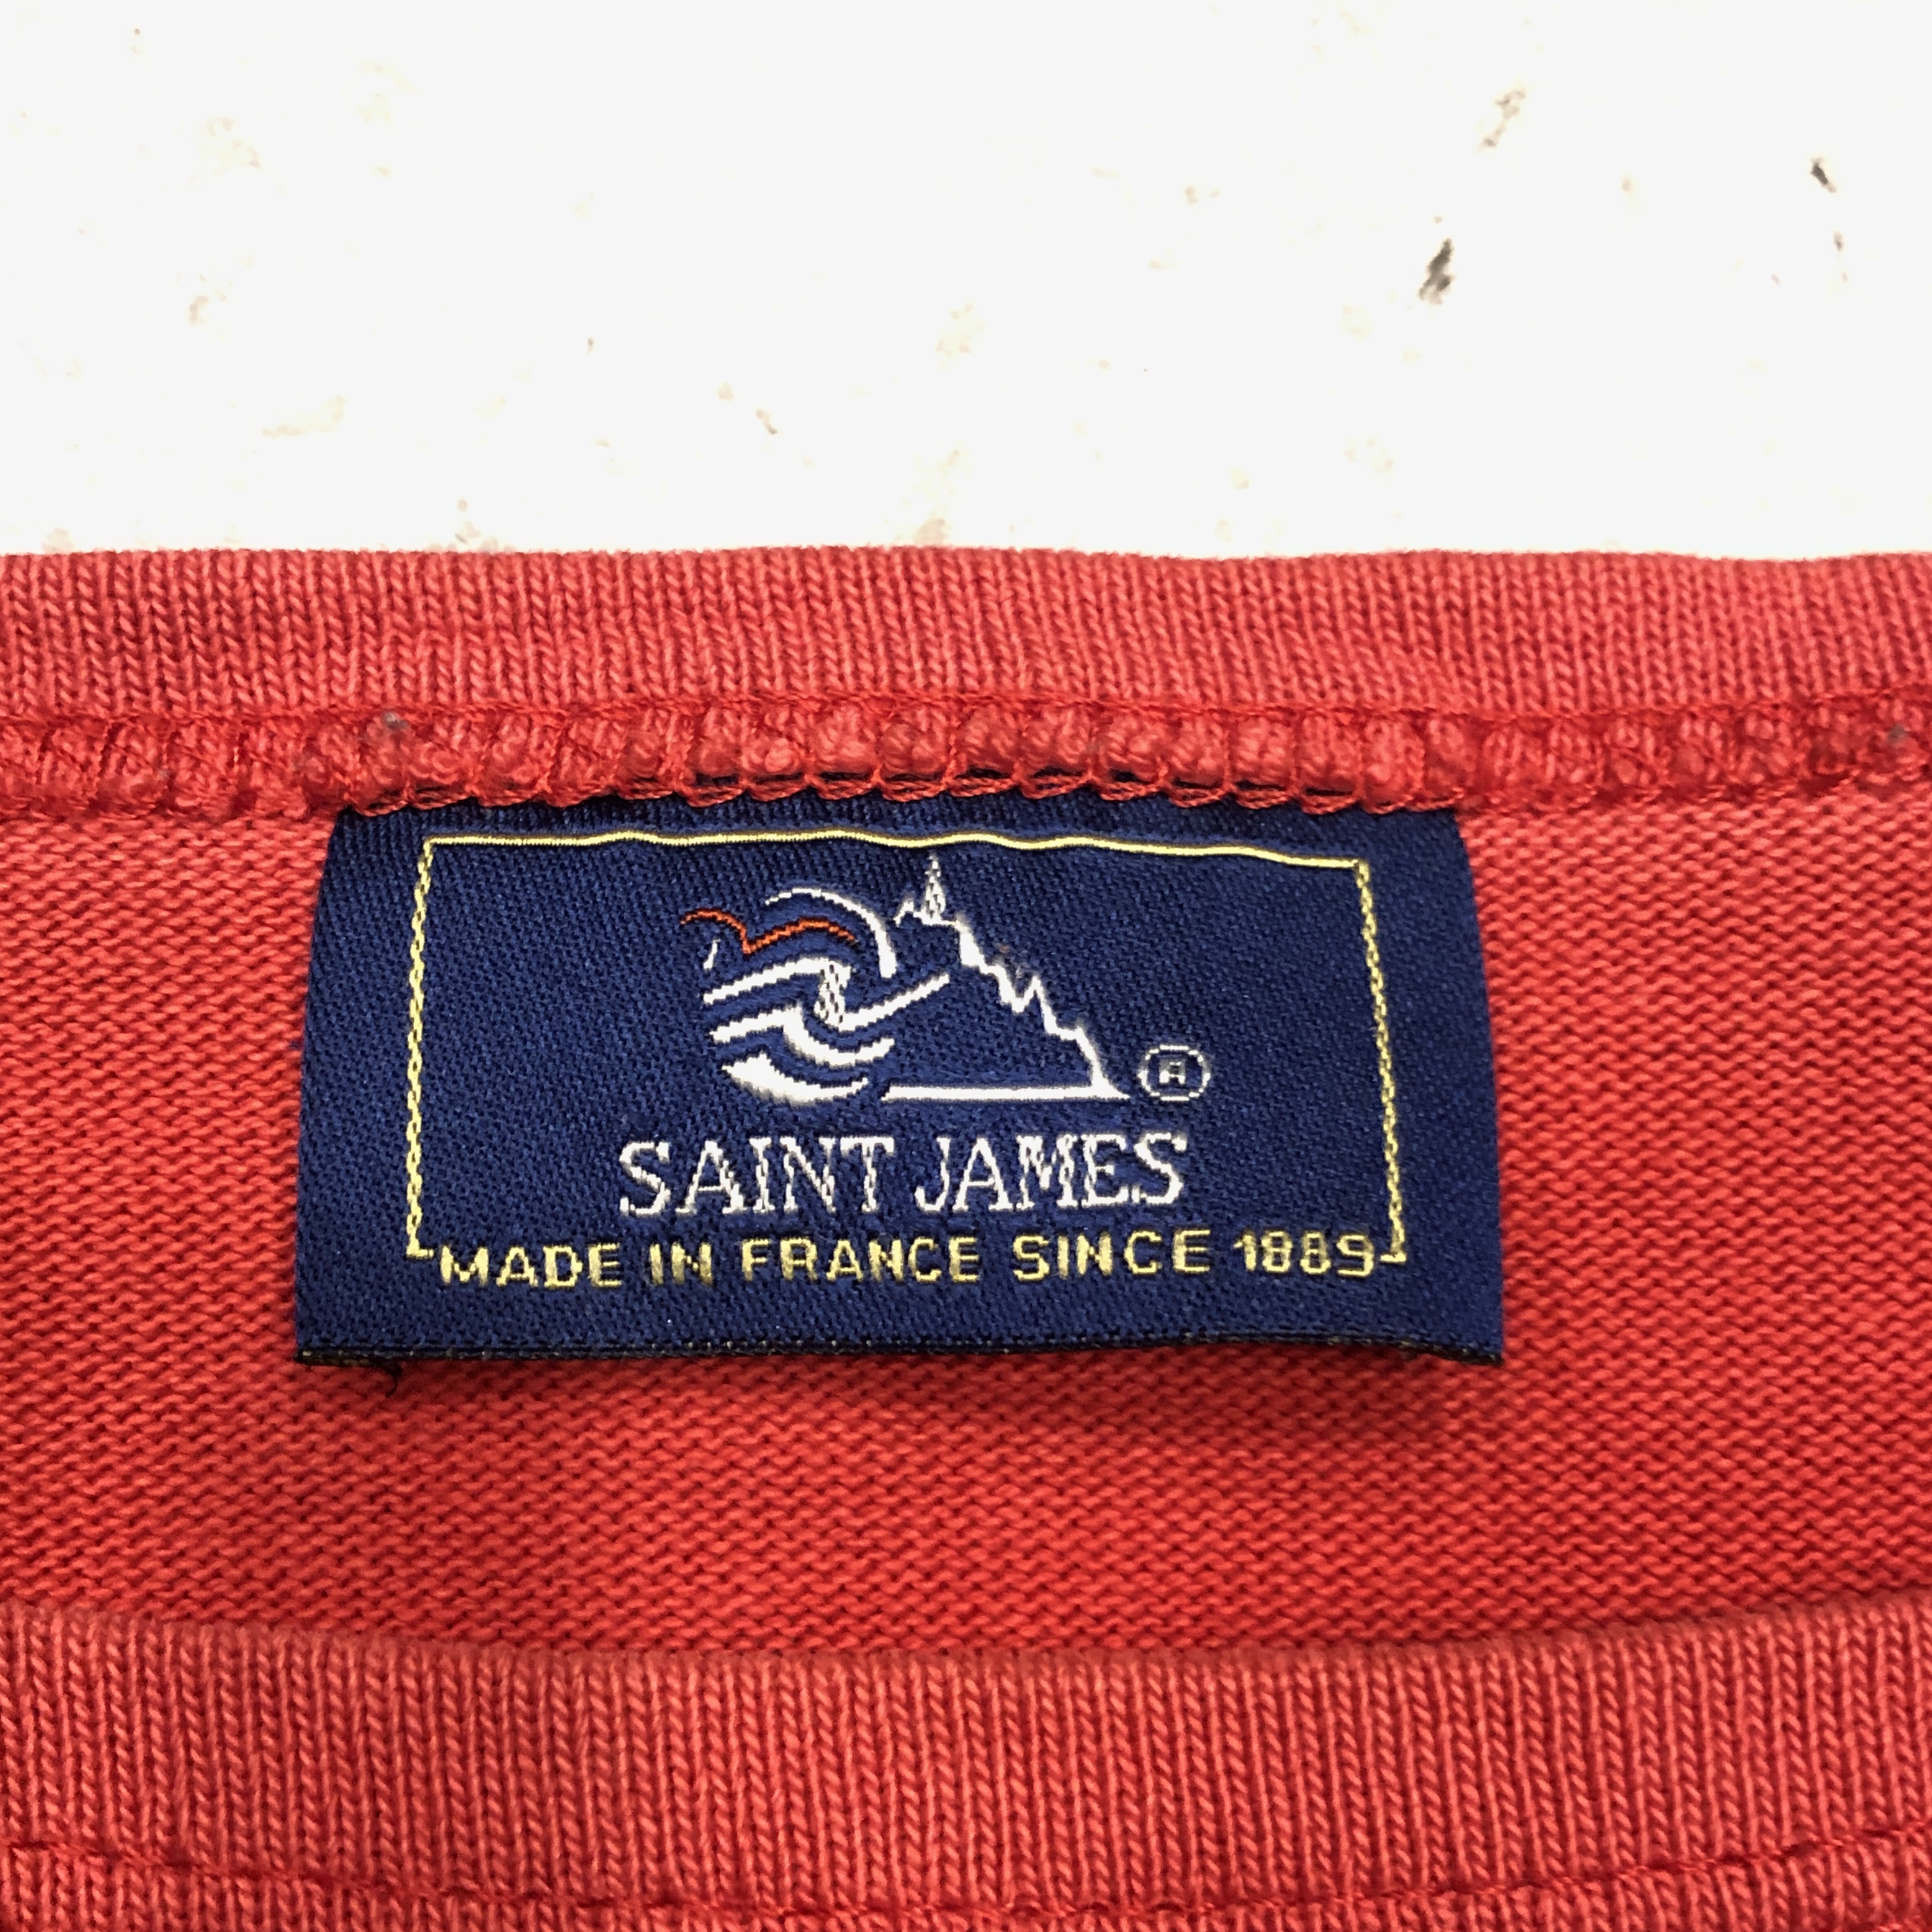 ®
SAINT JAMES
MADE IN FRANCE SINCE 1889